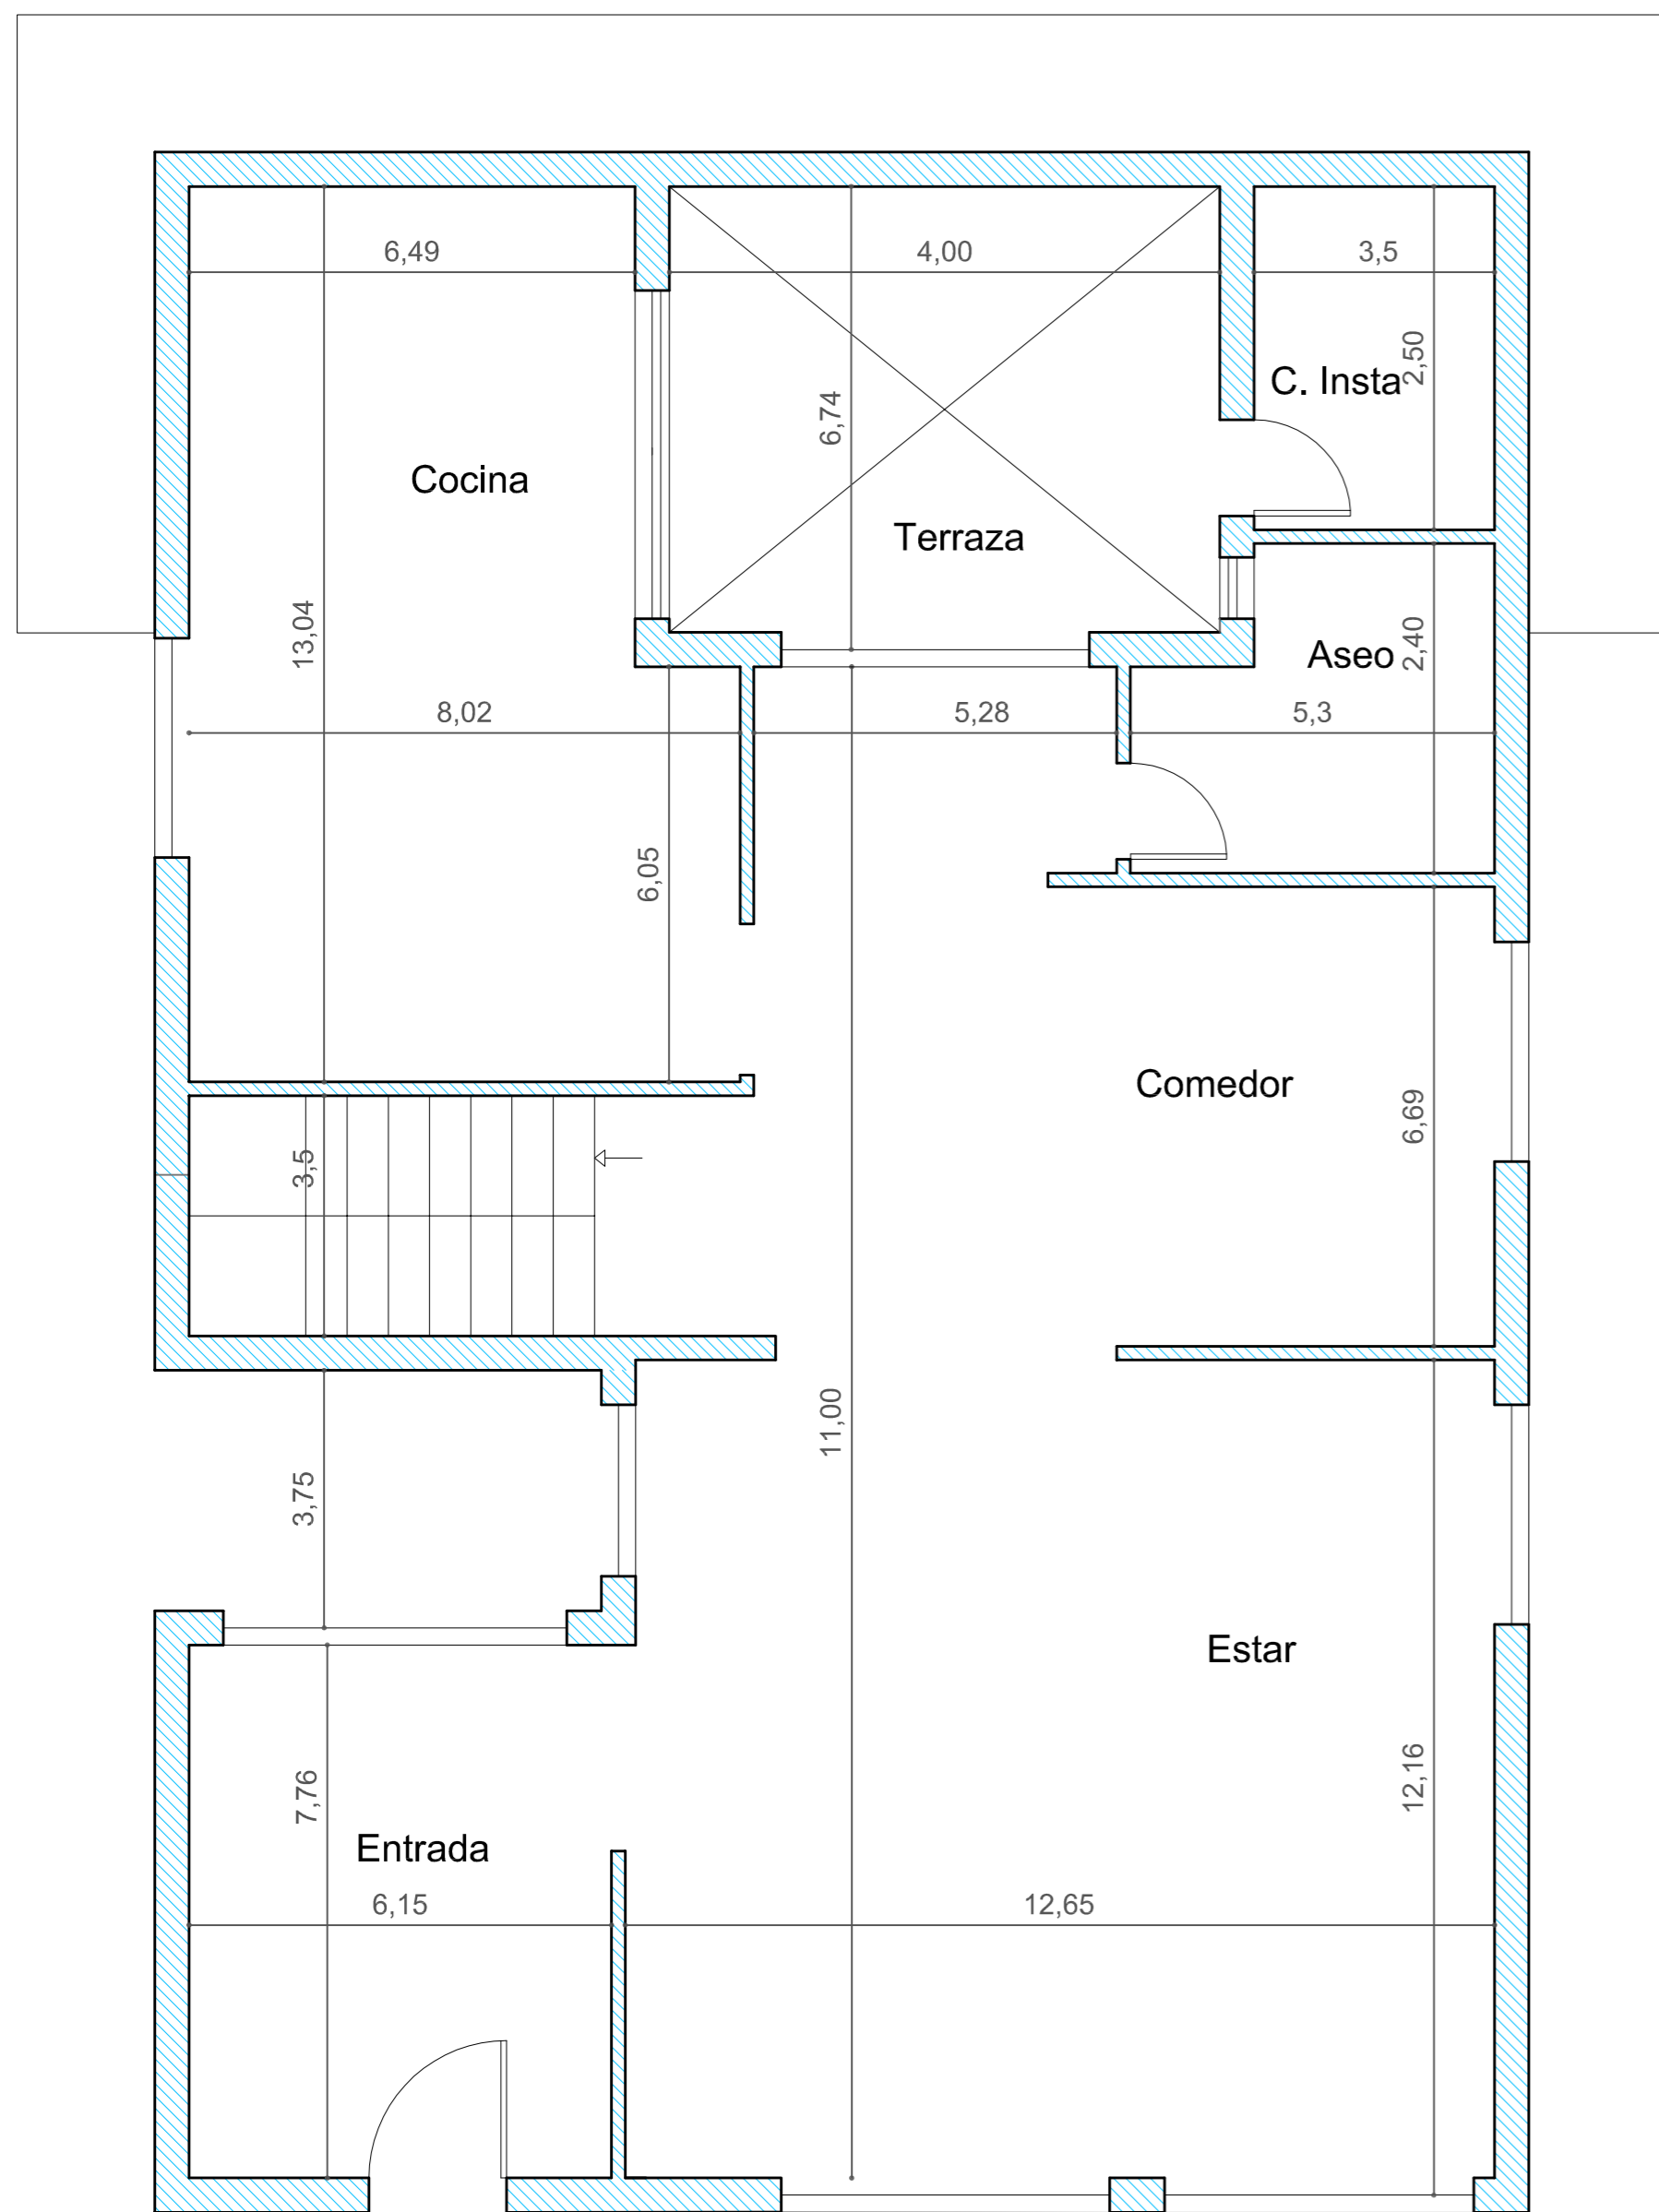 6,49
4,00
3,5
2,50
C. Insta
6,74
Cocina
Terraza
13,04
2,40
Aseo
8,02
5,28
5,3
6,05
Comedor
6,69
3,5
11,00
3,75
Estar
7,76
12,16
Entrada
6,15
12,65